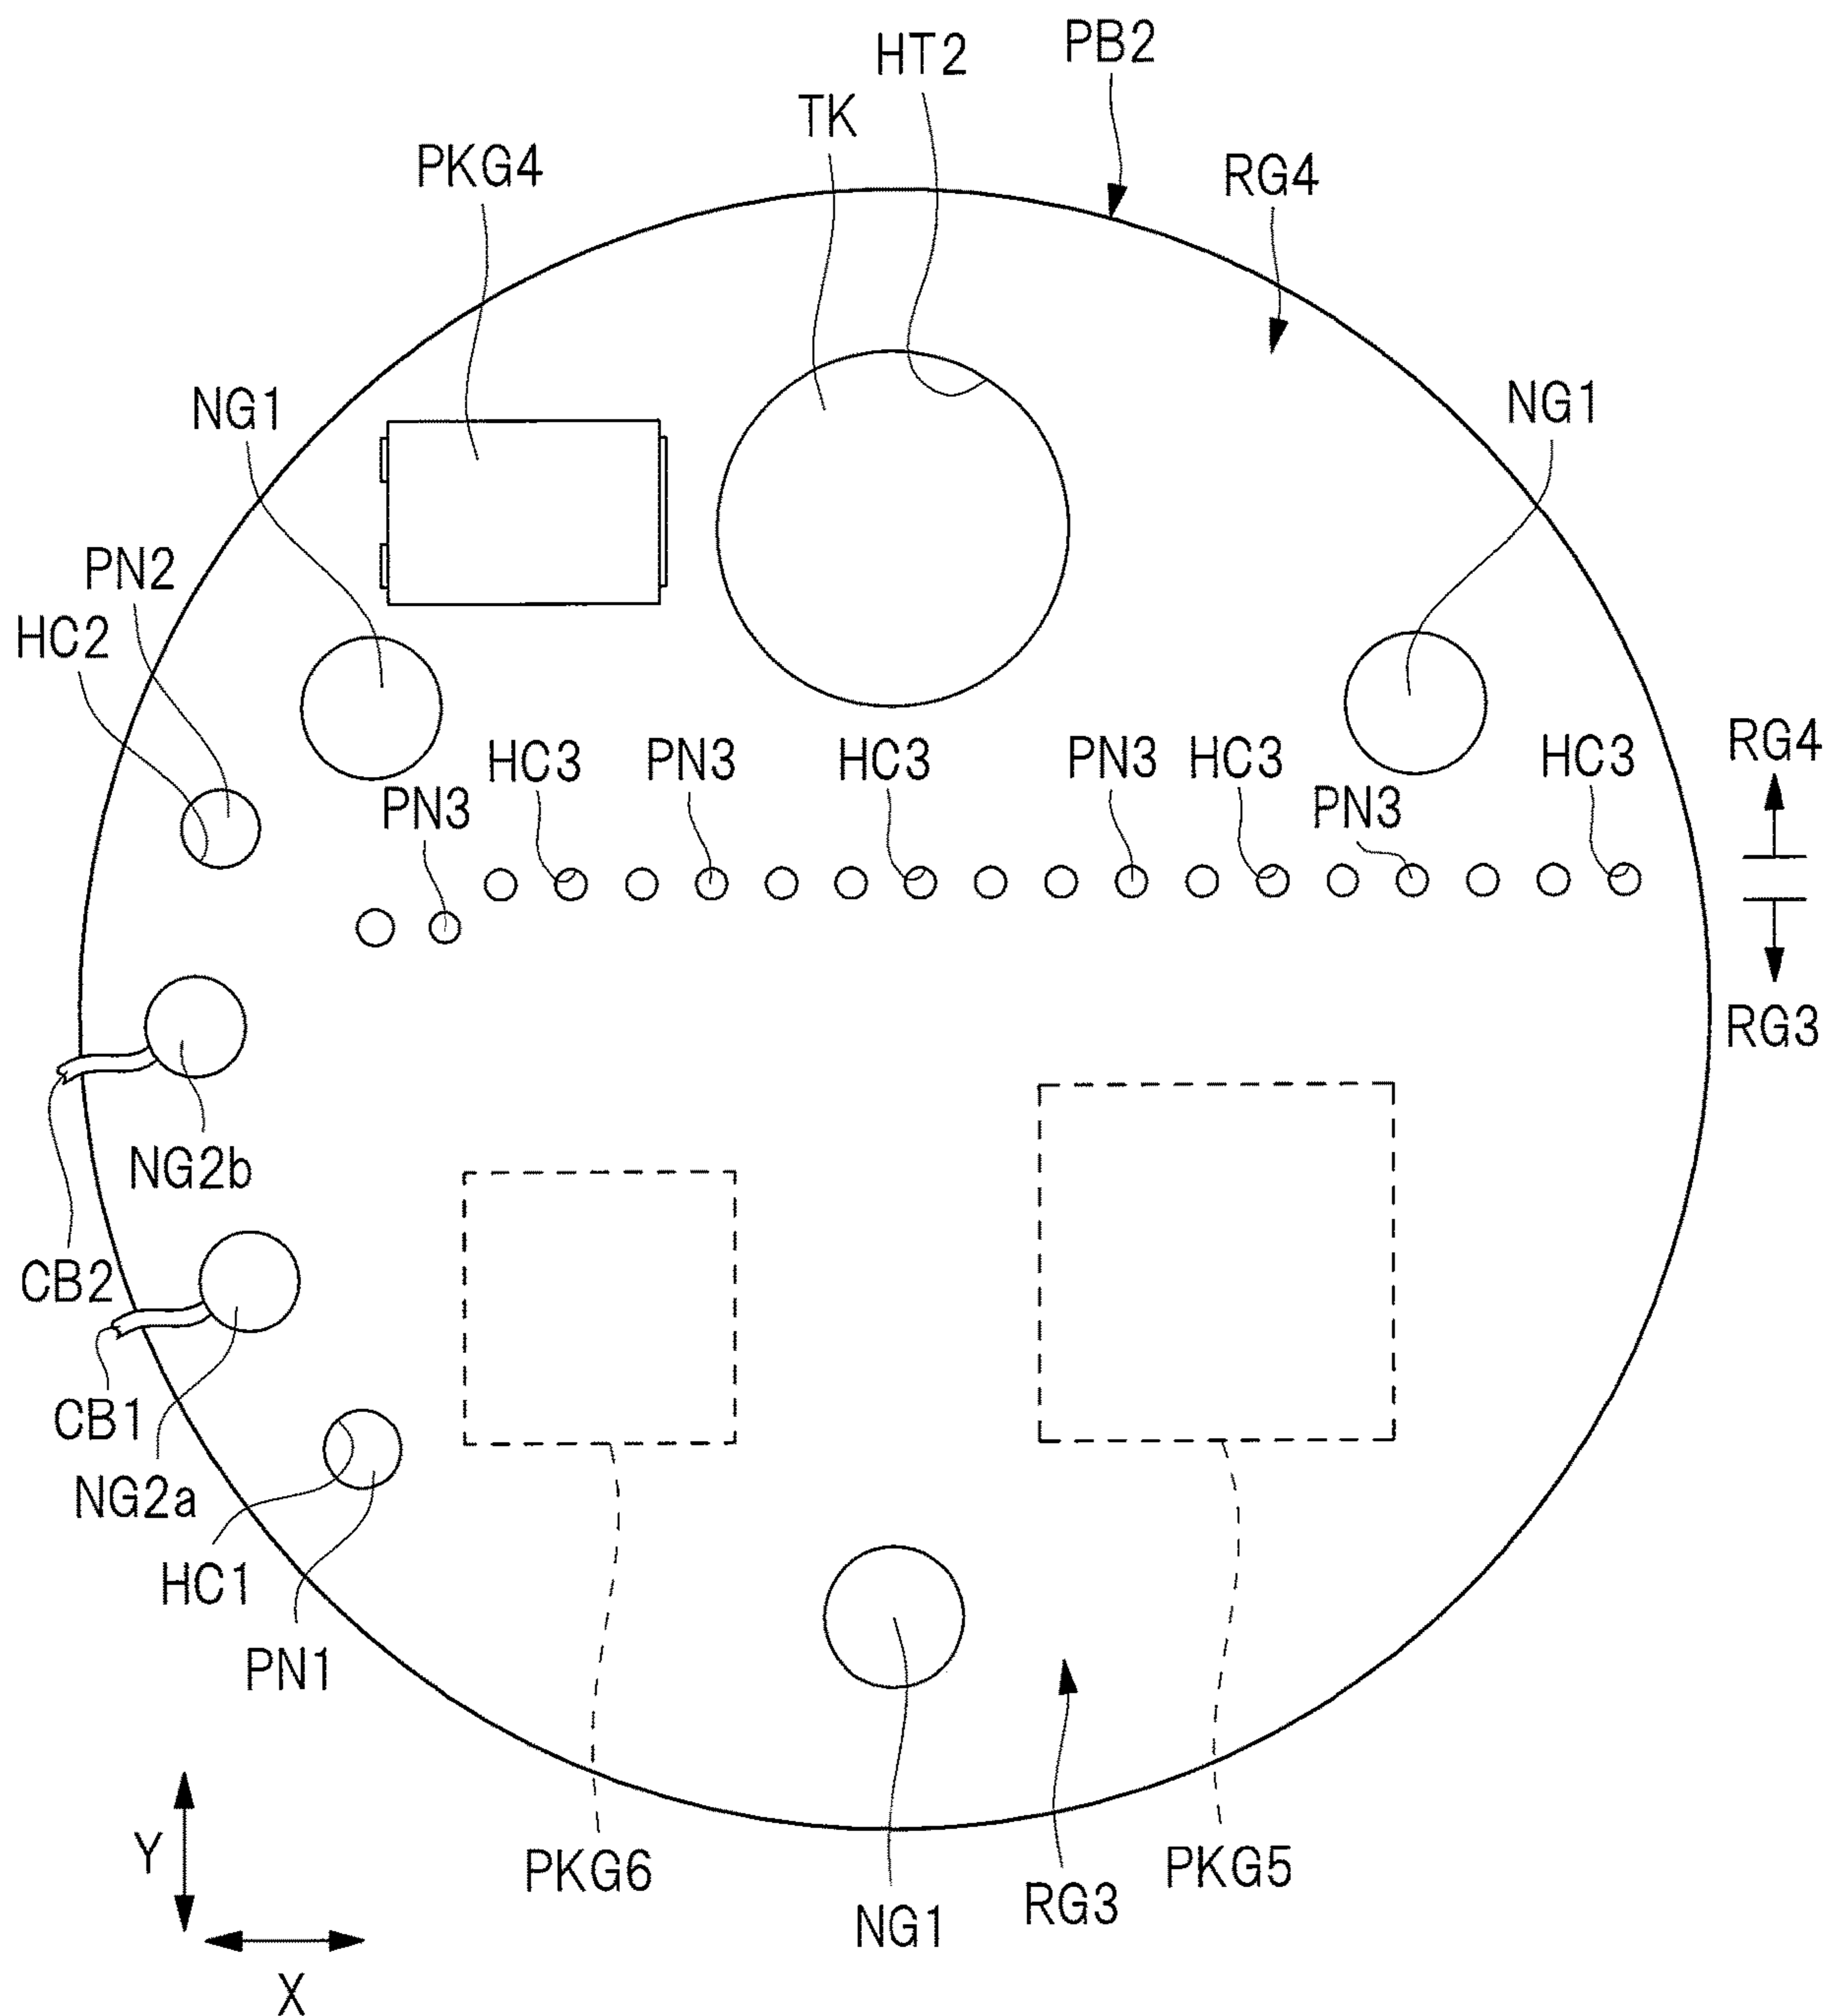 PB2
HT2
TK
PKG4
RG4
NG1
NG1
PN2
HC2
HC3
PN3
HC3
PN3
HC3
HC3
RG4
PN3
PN3
RG3
NG2b
CB2
CB1
NG2a
HC1
PN1
PKG6
PKG5
RG3
NG1
Y
X